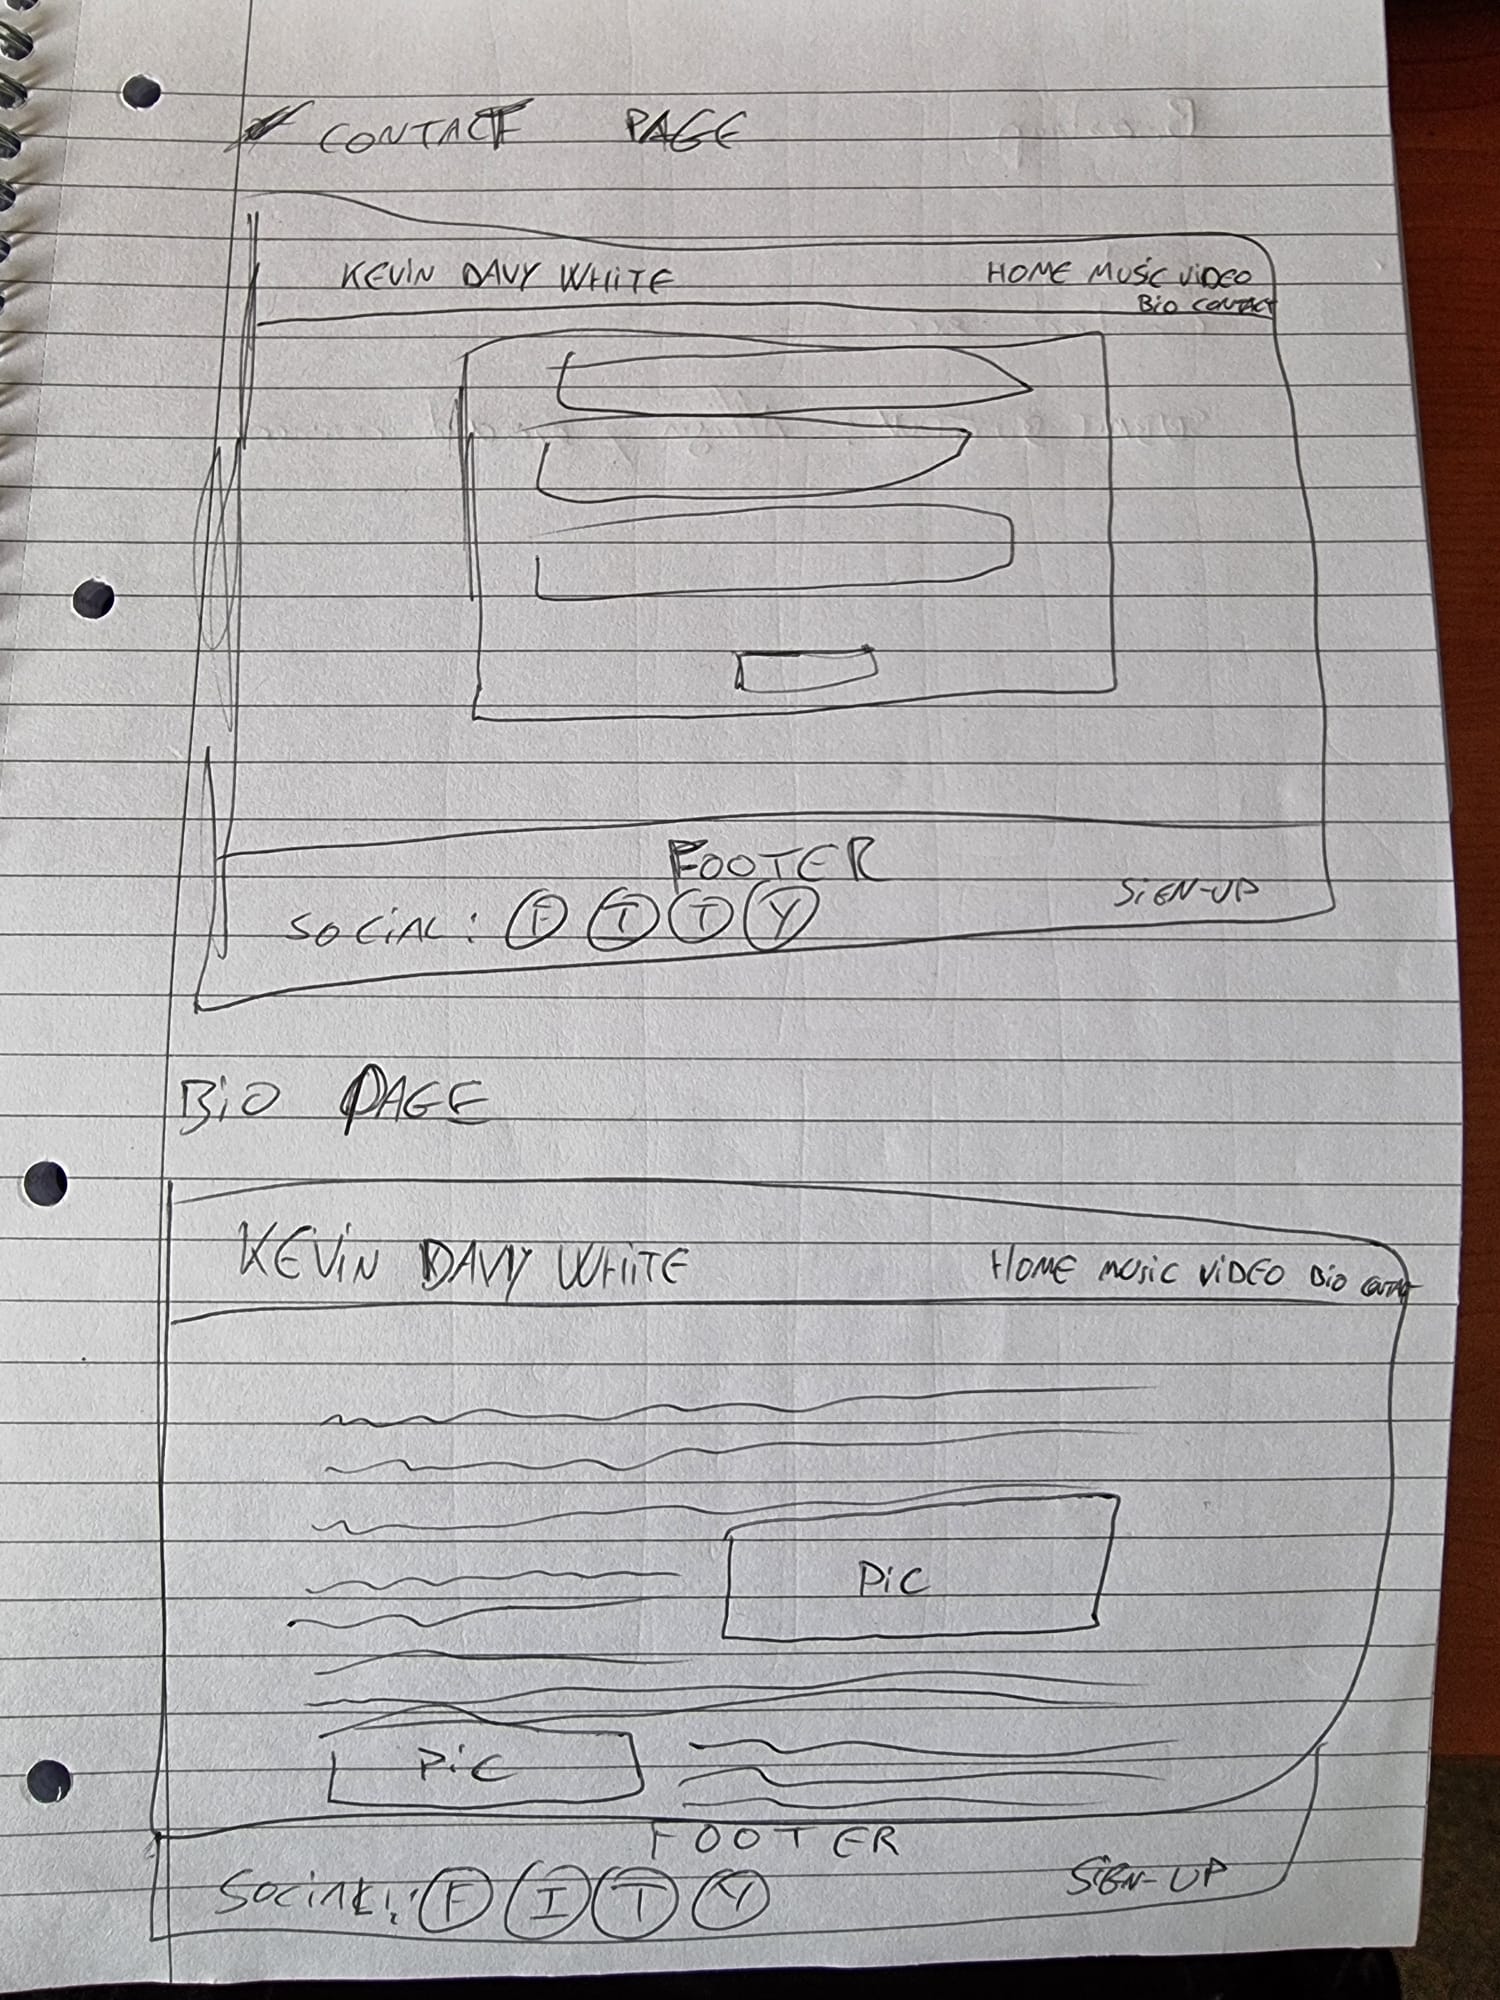 CONTACT PAGE
KEVIN DAVY WHITE HOME MUSIC VIDEO
BIO CONTACT
FOOTER
SOCIAL: F I T Y SIGN-UP
BIO PAGE
KEVIN DAVY WHITE HOME MUSIC VIDEO BIO CONTACT
PIC
PIC
FOOTER
SOCIAL: F I T Y SIGN-UP